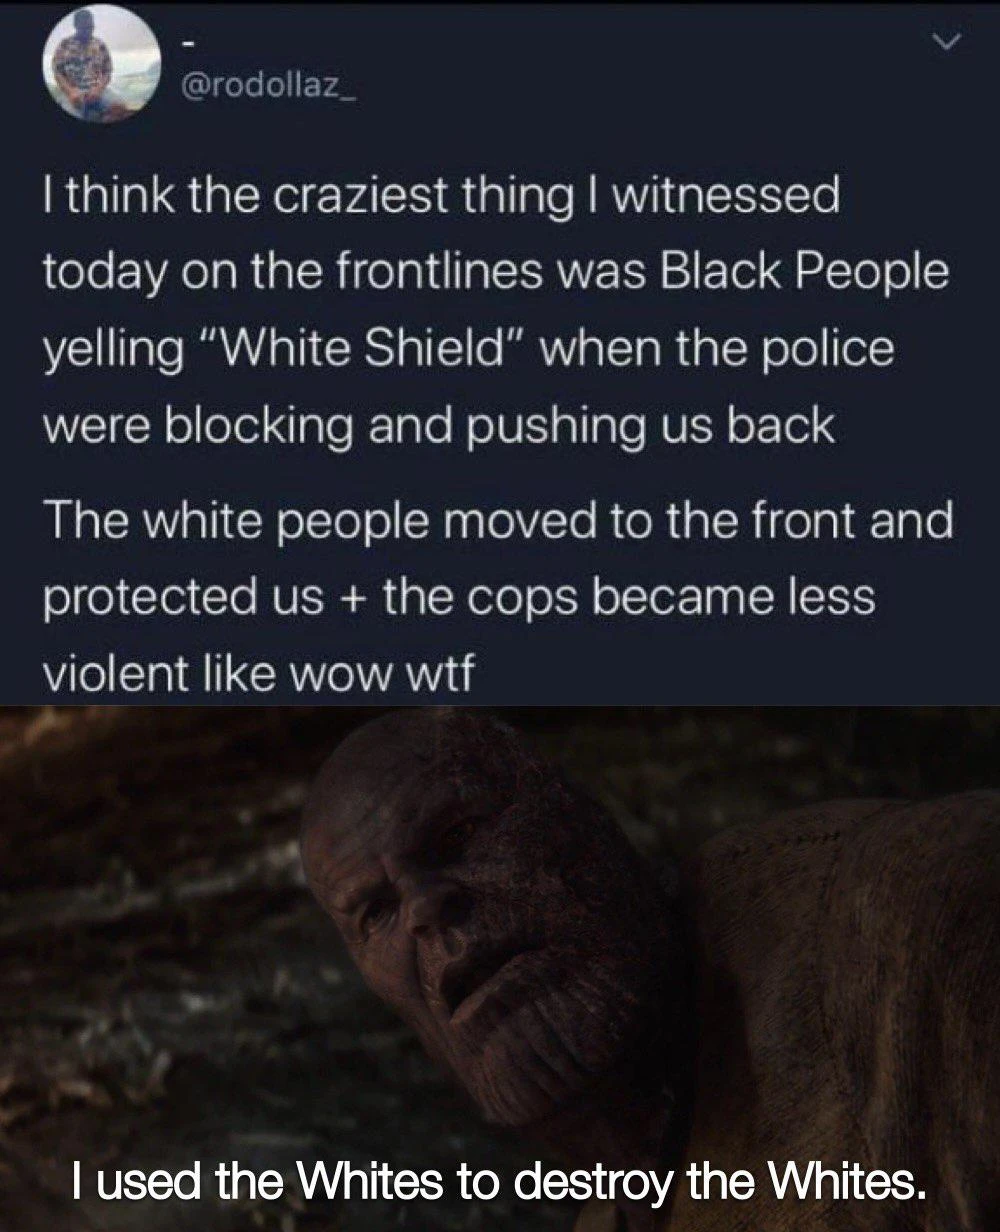 -
@rodollaz_
I think the craziest thing I witnessed
today on the frontlines was Black People
yelling “White Shield” when the police
were blocking and pushing us back
The white people moved to the front and
protected us + the cops became less
violent like wow wtf
I used the Whites to destroy the Whites.